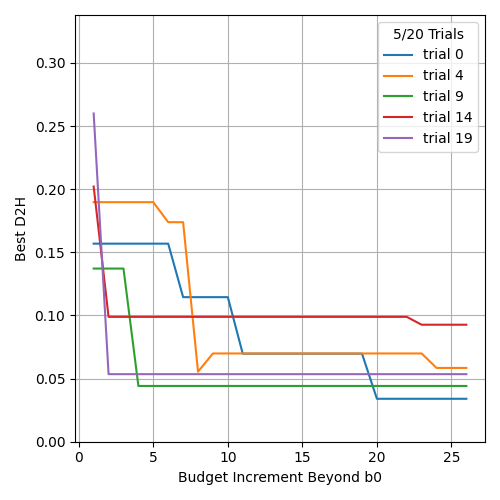 5/20 Trials
trial 0
trial 4
trial 9
trial 14
trial 19
Best D2H
0.30
0.25
0.20
0.15
0.10
0.05
0.00
0 5 10 15 20 25
Budget Increment Beyond b0